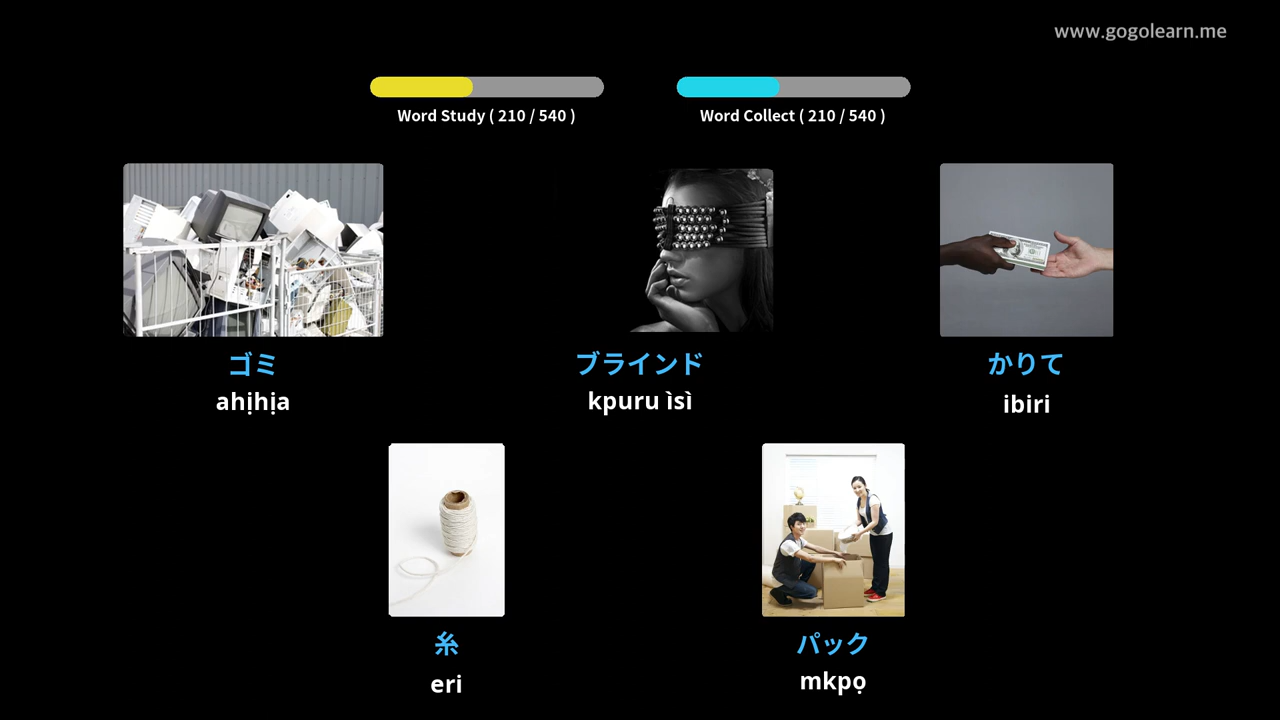 www.gogolearn.me
Word Study ( 210 / 540 )
Word Collect ( 210 / 540 )
ゴミ
ahịhịa
ブラインド
kpuru ìsì
かりて
ibiri
糸
eri
パック
mkpọ